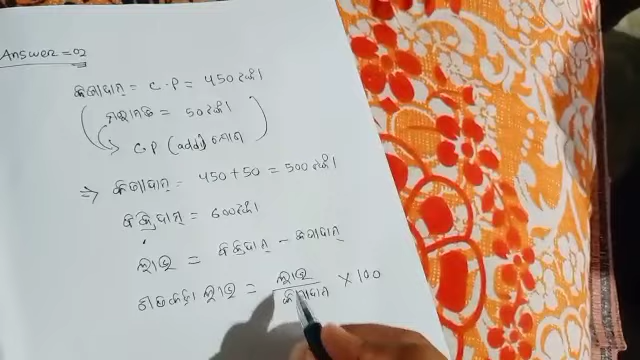 Answer = 02
କିଣାଦାମ୍ = C.P = 450 ଟଙ୍କା
ମରାମତି = 50 ଟଙ୍କା
C.P (add) ଯୋଗ
⇒ କିଣାଦାମ୍ = 450 + 50 = 500 ଟଙ୍କା
ବିକ୍ରିଦାମ୍ = 600 ଟଙ୍କା
ଲାଭ = ବିକ୍ରିଦାମ୍ - କିଣାଦାମ୍
ଶତକଡ଼ା ଲାଭ = ଲାଭ / କିଣାଦାମ୍ × 100